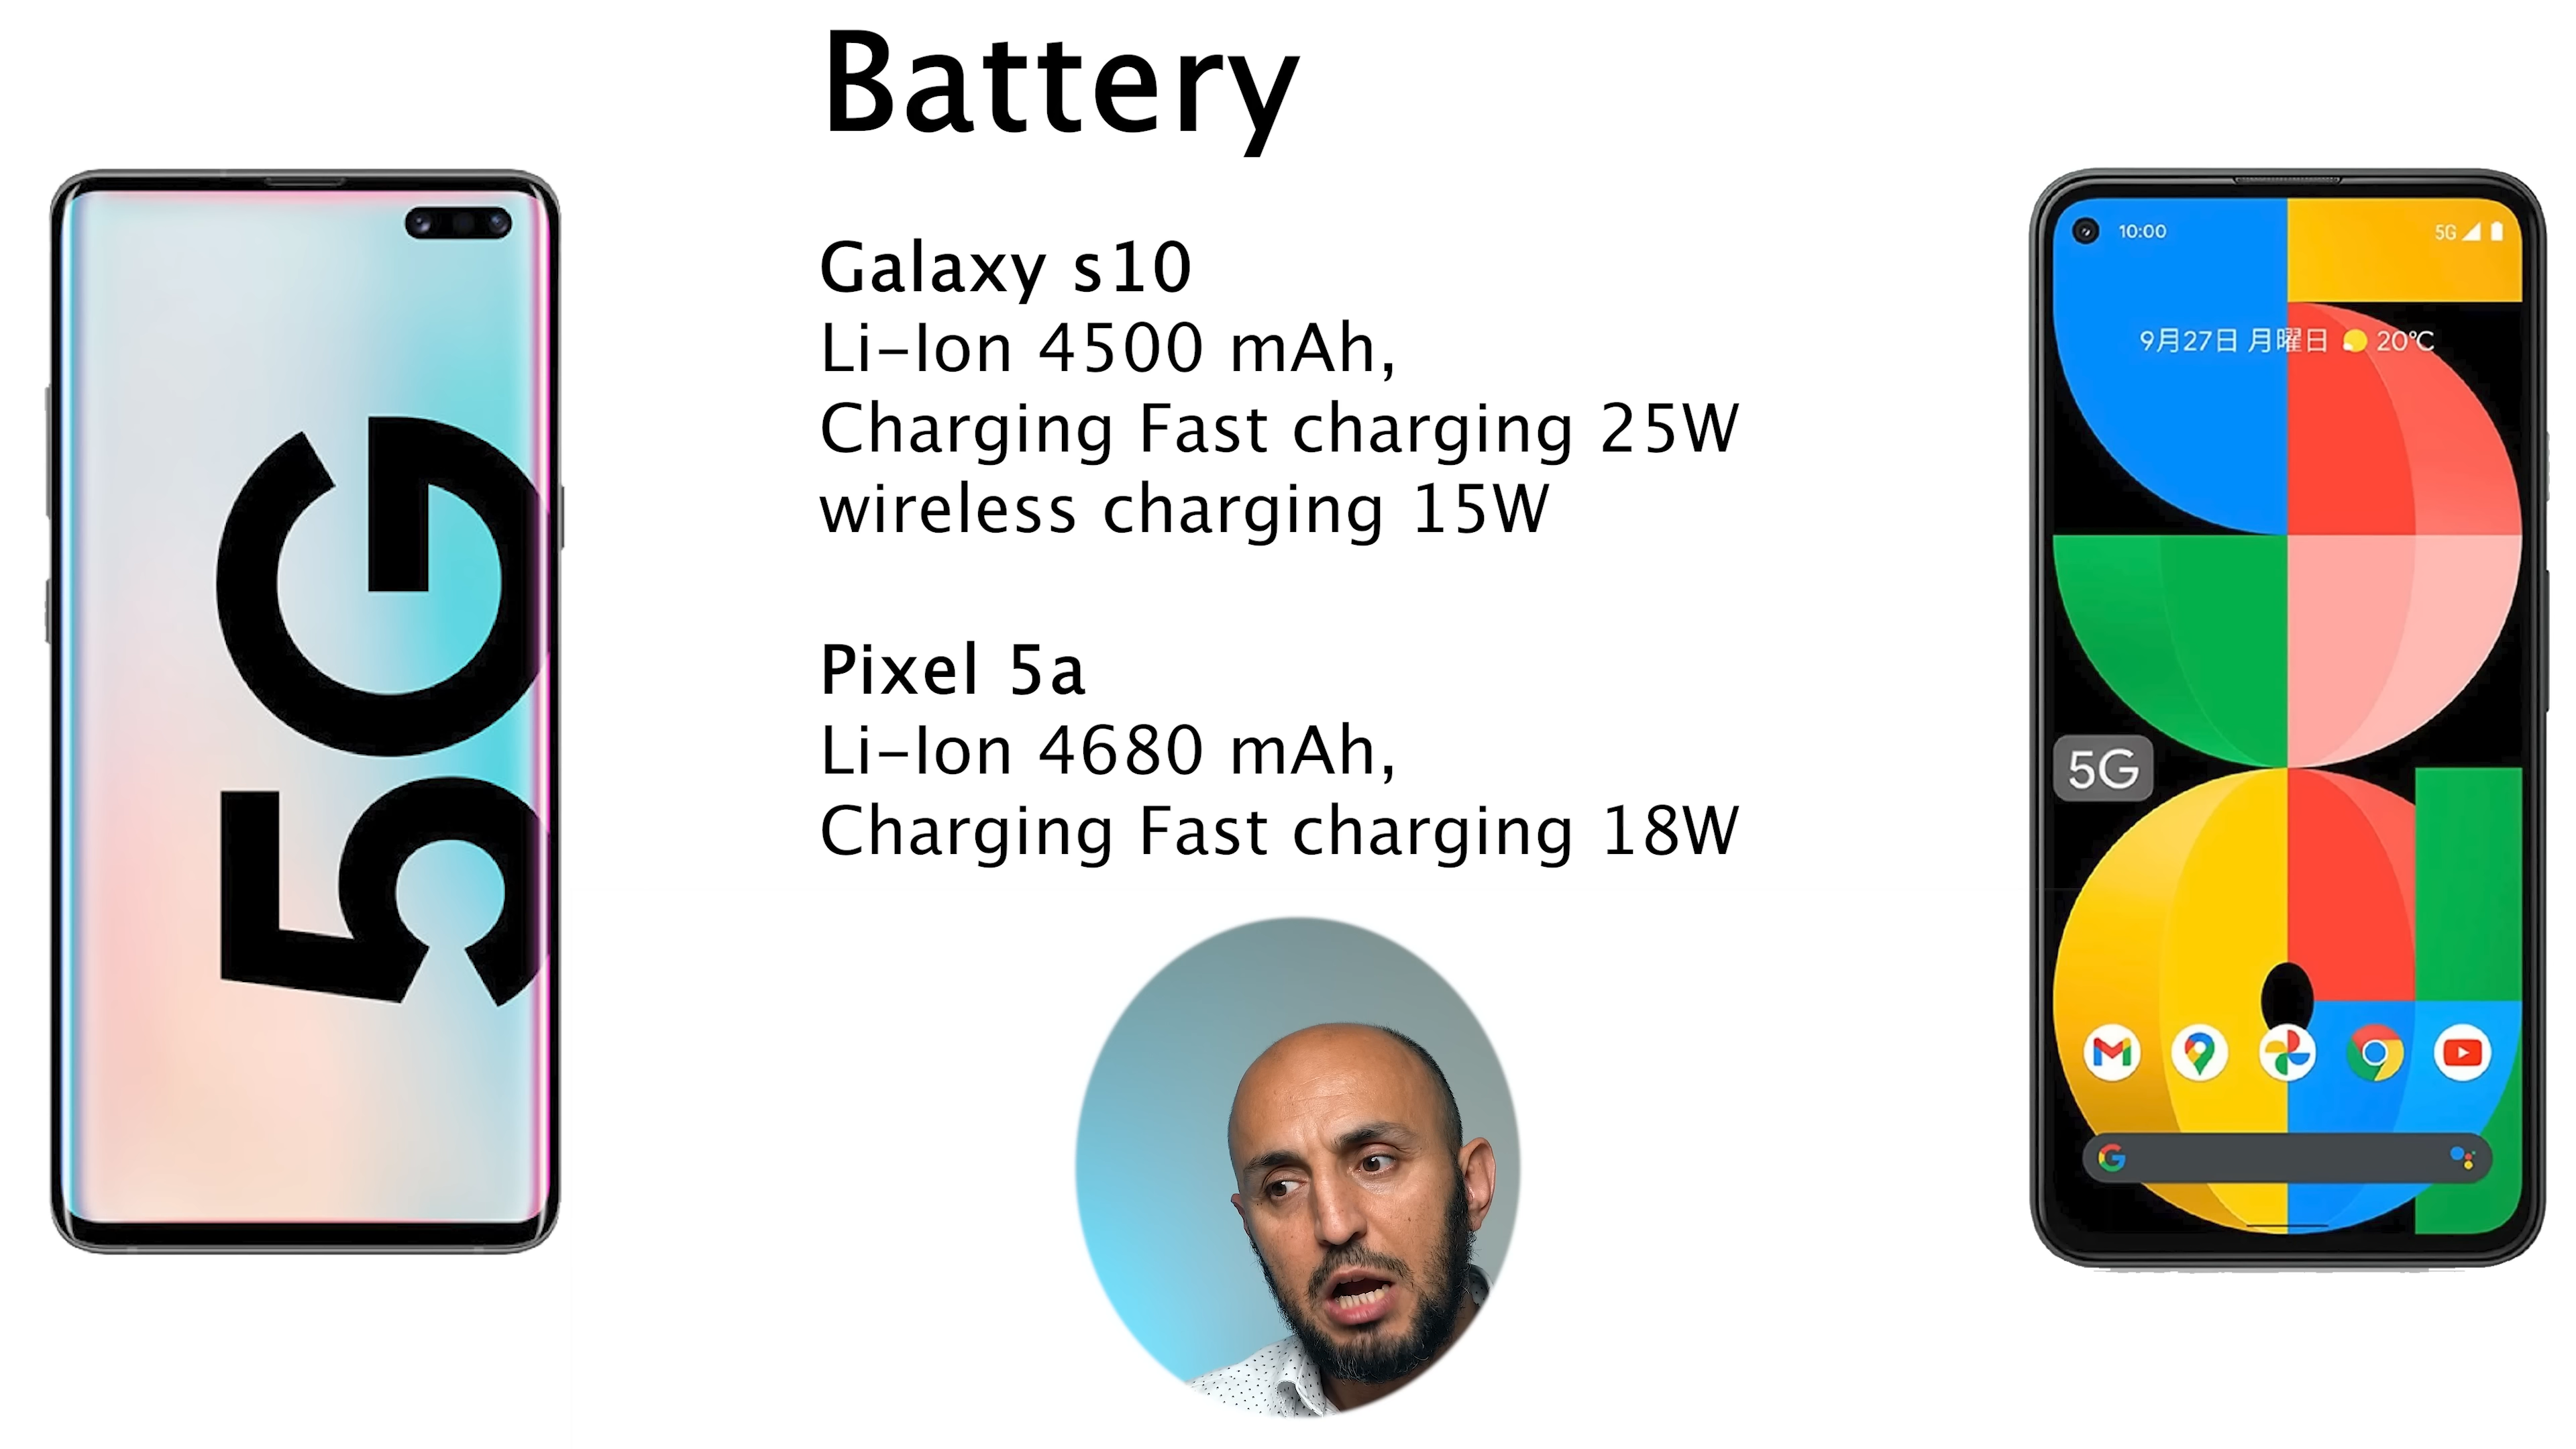 Battery
Galaxy s10
Li-Ion 4500 mAh,
Charging Fast charging 25W
wireless charging 15W
Pixel 5a
Li-Ion 4680 mAh,
Charging Fast charging 18W
5G
10:00
5G
9月27日 月曜日 20°C
5G